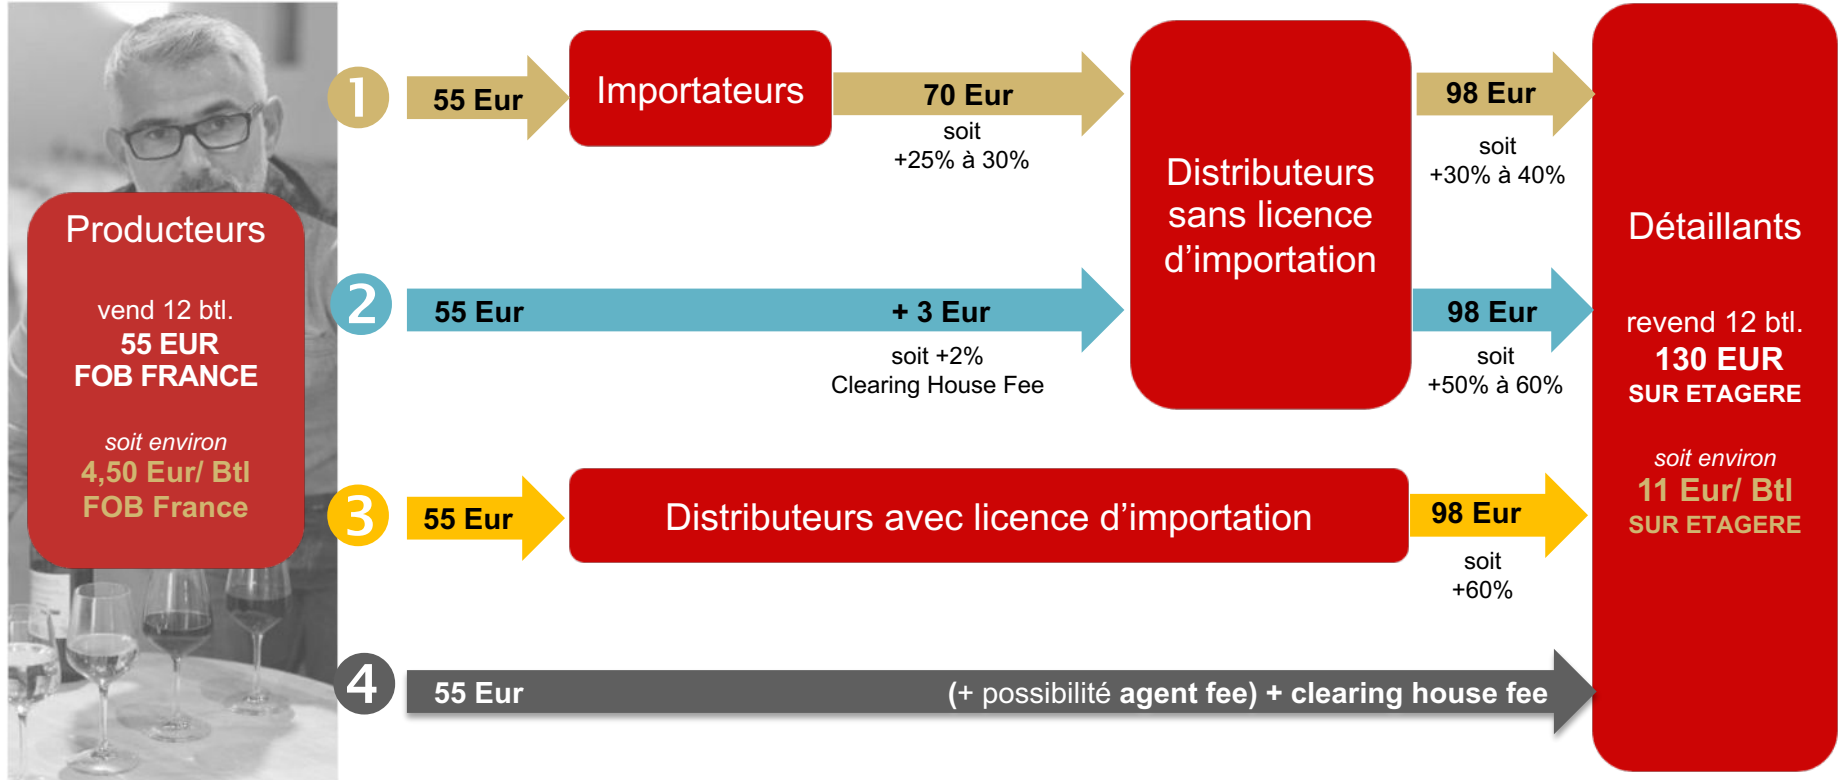 Producteurs
vend 12 btl.
55 EUR
FOB FRANCE
soit environ
4,50 Eur/ Btl
FOB France
1
55 Eur
Importateurs
70 Eur
soit
+25% à 30%
Distributeurs
sans licence
d’importation
98 Eur
soit
+30% à 40%
2
55 Eur
+ 3 Eur
soit +2%
Clearing House Fee
98 Eur
soit
+50% à 60%
3
55 Eur
Distributeurs avec licence d’importation
98 Eur
soit
+60%
4
55 Eur
(+ possibilité agent fee) + clearing house fee
Détaillants
revend 12 btl.
130 EUR
SUR ETAGERE
soit environ
11 Eur/ Btl
SUR ETAGERE